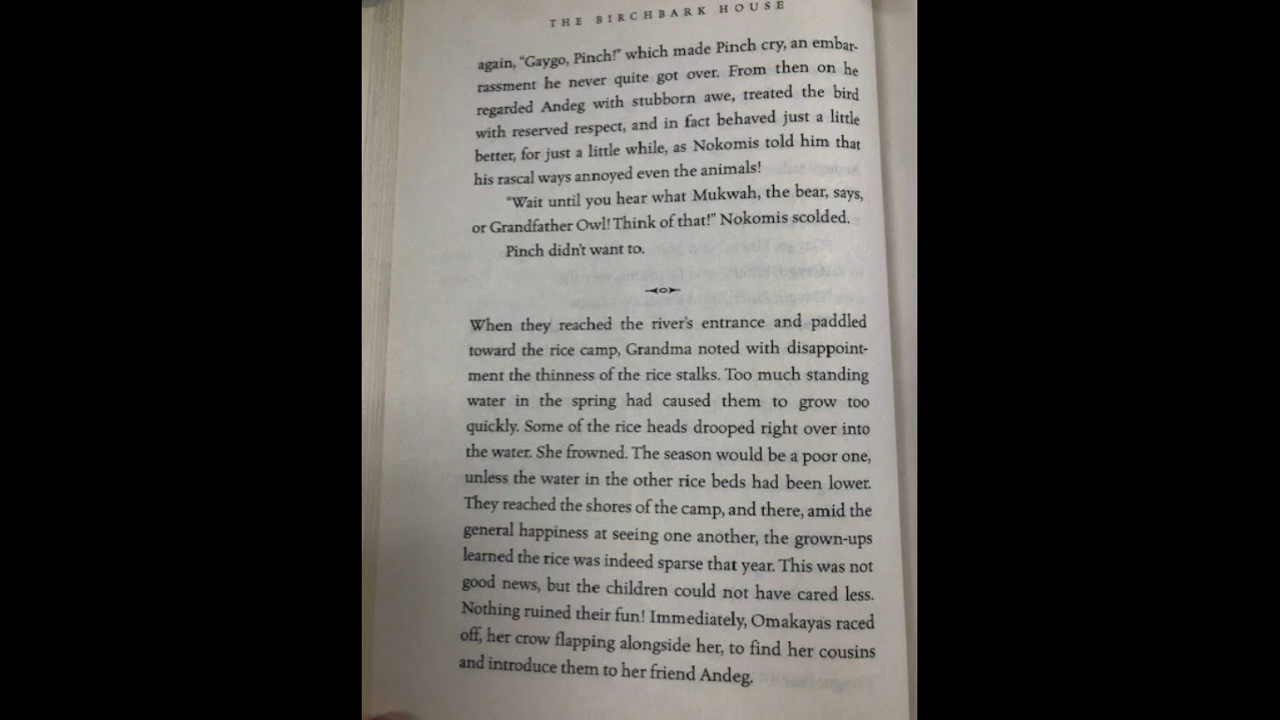 THE BIRCHBARK HOUSE
again, “Gaygo, Pinch!” which made Pinch cry, an embar-
rassment he never quite got over. From then on he
regarded Andeg with stubborn awe, treated the bird
with reserved respect, and in fact behaved just a little
better, for just a little while, as Nokomis told him that
his rascal ways annoyed even the animals!
“Wait until you hear what Mukwah, the bear, says,
or Grandfather Owl! Think of that!” Nokomis scolded.
Pinch didn’t want to.
When they reached the river’s entrance and paddled
toward the rice camp, Grandma noted with disappoint-
ment the thinness of the rice stalks. Too much standing
water in the spring had caused them to grow too
quickly. Some of the rice heads drooped right over into
the water. She frowned. The season would be a poor one,
unless the water in the other rice beds had been lower.
They reached the shores of the camp, and there, amid the
general happiness at seeing one another, the grown-ups
learned the rice was indeed sparse that year. This was not
good news, but the children could not have cared less.
Nothing ruined their fun! Immediately, Omakayas raced
off, her crow flapping alongside her, to find her cousins
and introduce them to her friend Andeg.